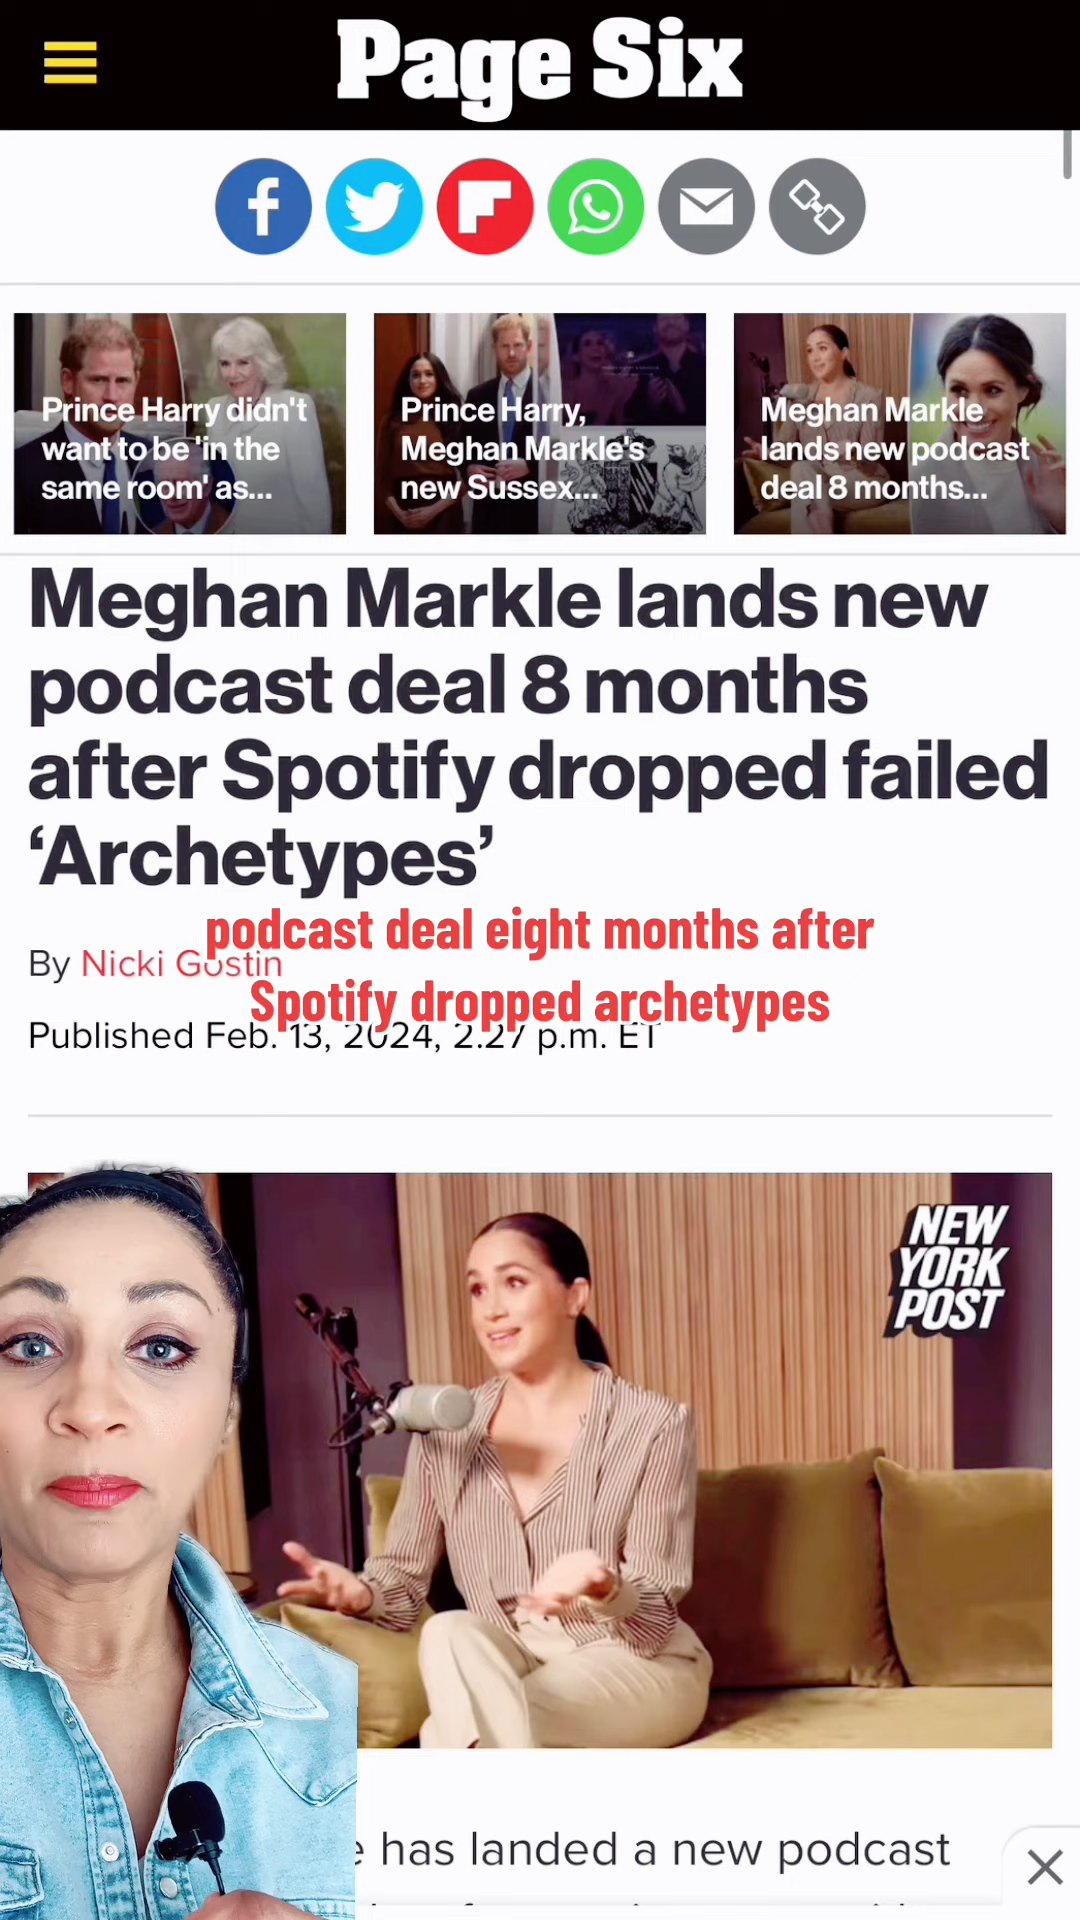 Page Six
Prince Harry didn't
want to be 'in the
same room' as...
Prince Harry,
Meghan Markle's
new Sussex...
Meghan Markle
lands new podcast
deal 8 months...
Meghan Markle lands new
podcast deal 8 months
after Spotify dropped failed
‘Archetypes’
podcast deal eight months after
By Nicki Gostin
Spotify dropped archetypes
Published Feb. 13, 2024, 2:27 p.m. ET
NEW
YORK
POST
e has landed a new podcast